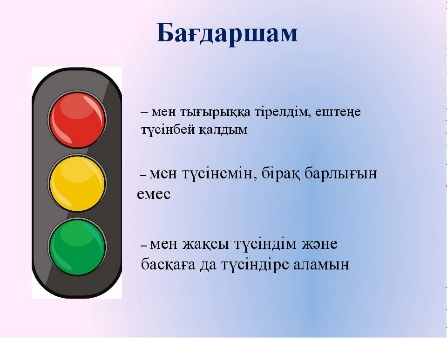 Бағдаршам
– мен тығырыққа тірелдім, ештеңе
түсінбей қалдым
– мен түсінемін, бірақ барлығын
емес
– мен жақсы түсіндім және
басқаға да түсіндіре аламын